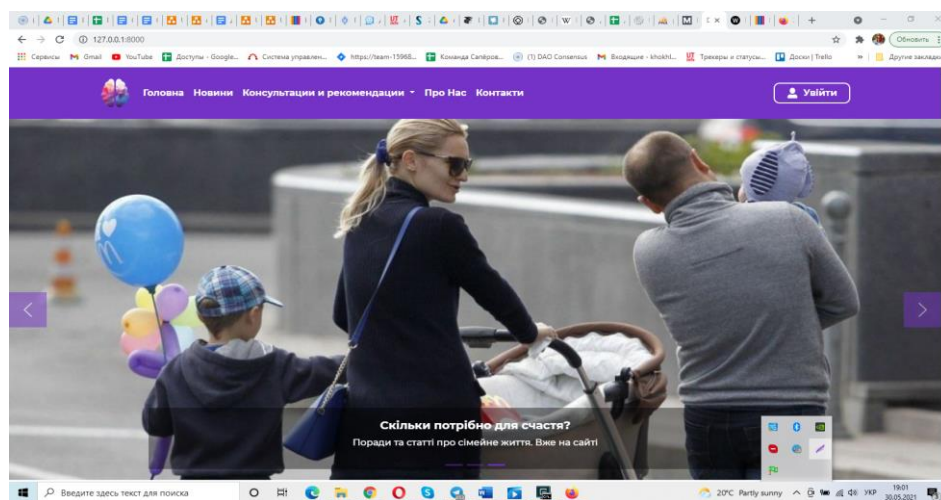 127.0.0.1:8000
Обновить
Сервисы Gmail YouTube Доступы - Google... Система управлен... https://team-15968... Команда Сапёров... (1) DAO Consensus Входящие - khokhl... Трекеры и статусы... Доски | Trello » Другие закладки
Головна Новини Консультации и рекомендации Про Нас Контакти Увійти
Скільки потрібно для счастя?
Поради та статті про сімейне життя. Вже на сайті
Введите здесь текст для поиска 20°C Partly sunny УКР 19:01
30.05.2021